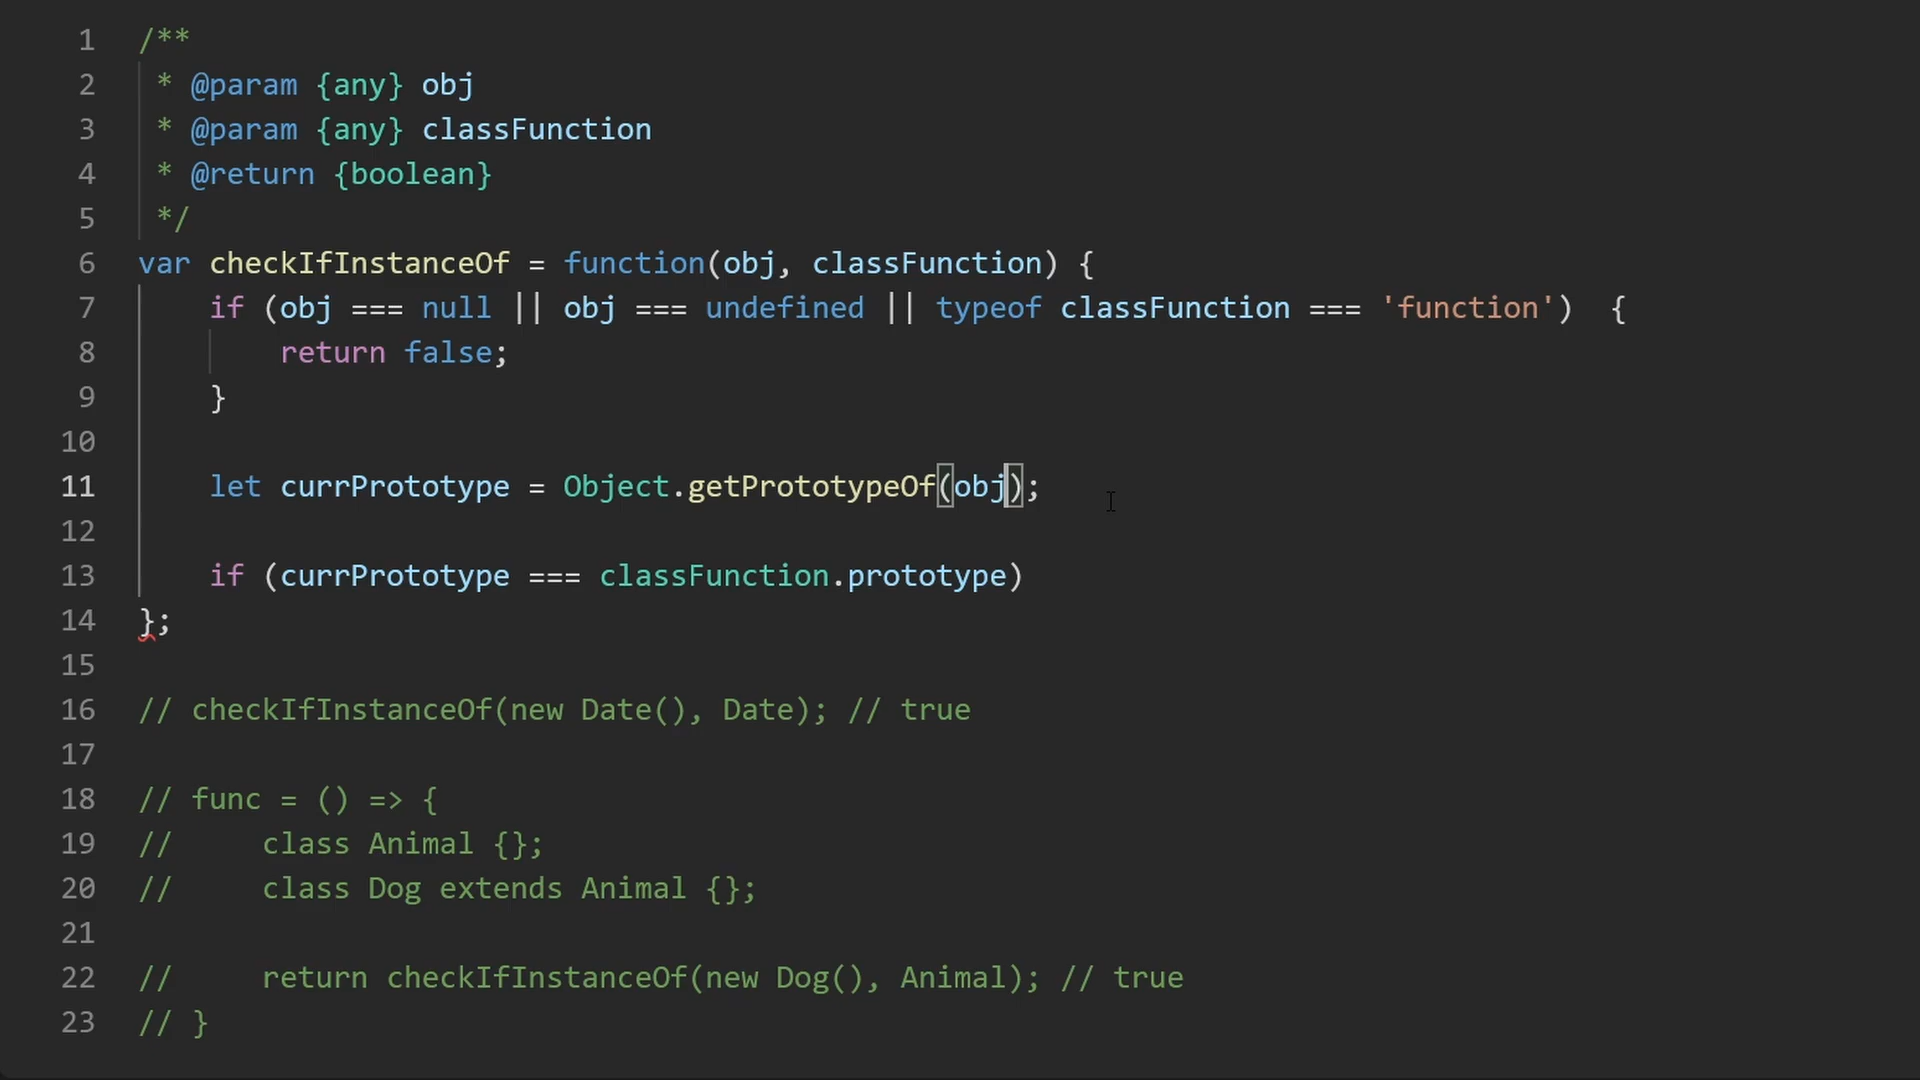 1 /**
2  * @param {any} obj
3  * @param {any} classFunction
4  * @return {boolean}
5  */
6 var checkIfInstanceOf = function(obj, classFunction) {
7     if (obj === null || obj === undefined || typeof classFunction === 'function')  {
8         return false;
9     }
10
11     let currPrototype = Object.getPrototypeOf(obj);
12
13     if (currPrototype === classFunction.prototype)
14 };
15
16 // checkIfInstanceOf(new Date(), Date); // true
17
18 // func = () => {
19 //     class Animal {};
20 //     class Dog extends Animal {};
21
22 //     return checkIfInstanceOf(new Dog(), Animal); // true
23 // }